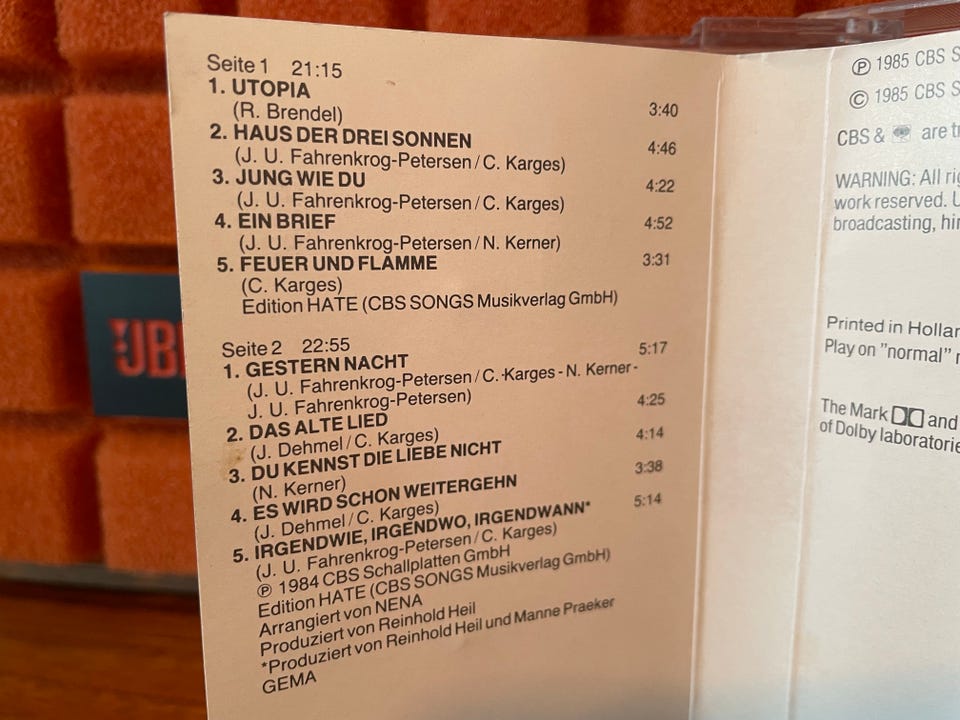 Seite 1 21:15
1. UTOPIA
(R. Brendel) 3:40
2. HAUS DER DREI SONNEN
(J. U. Fahrenkrog-Petersen / C. Karges) 4:46
3. JUNG WIE DU
(J. U. Fahrenkrog-Petersen / C. Karges) 4:22
4. EIN BRIEF
(J. U. Fahrenkrog-Petersen / N. Kerner) 4:52
5. FEUER UND FLAMME 3:31
(C. Karges)
Edition HATE (CBS SONGS Musikverlag GmbH)
Seite 2 22:55
1. GESTERN NACHT 5:17
(J. U. Fahrenkrog-Petersen / C. Karges - N. Kerner -
J. U. Fahrenkrog-Petersen)
2. DAS ALTE LIED 4:25
(J. Dehmel / C. Karges)
3. DU KENNST DIE LIEBE NICHT 4:14
(N. Kerner)
4. ES WIRD SCHON WEITERGEHN 3:38
(J. Dehmel / C. Karges)
5. IRGENDWIE, IRGENDWO, IRGENDWANN* 5:14
(J. U. Fahrenkrog-Petersen / C. Karges)
℗ 1984 CBS Schallplatten GmbH
Edition HATE (CBS SONGS Musikverlag GmbH)
Arrangiert von NENA
Produziert von Reinhold Heil
*Produziert von Reinhold Heil und Manne Praeker
GEMA
℗ 1985 CBS S
© 1985 CBS S
CBS & are t
WARNING: All rig
work reserved. U
broadcasting, hir
Printed in Hollan
Play on "normal"
The Mark and
of Dolby laboratorie
JB